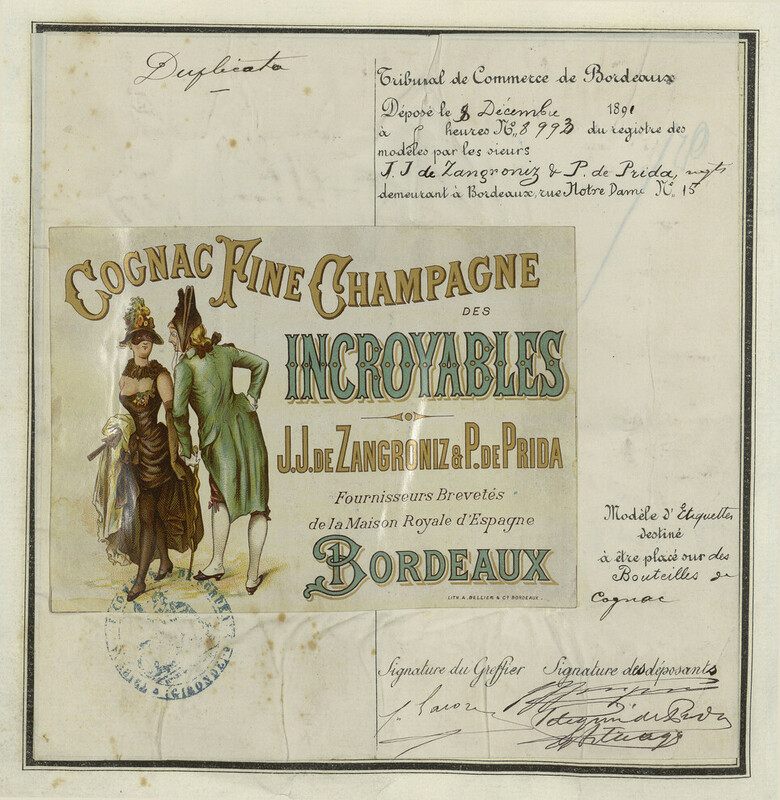 Duplicata
Tribunal de Commerce de Bordeaux
Déposé le 8 Décembre 1891
à heures No. 8993 du registre des
modèles par les sieurs
J. J de Zangroniz & P. de Prida, negts
demeurant à Bordeaux, rue Notre Dame No. 15
COGNAC FINE CHAMPAGNE
DES
INCROYABLES
J.J. DE ZANGRONIZ & P. DE PRIDA
Fournisseurs Brevetés
de la Maison Royale d'Espagne
BORDEAUX
LITH. A. BELLIER & Cie BORDEAUX.
Modèle d'Etiquettes
destiné
à être placé sur des
Bouteilles de
Cognac
Signature du Greffier Signature des déposants